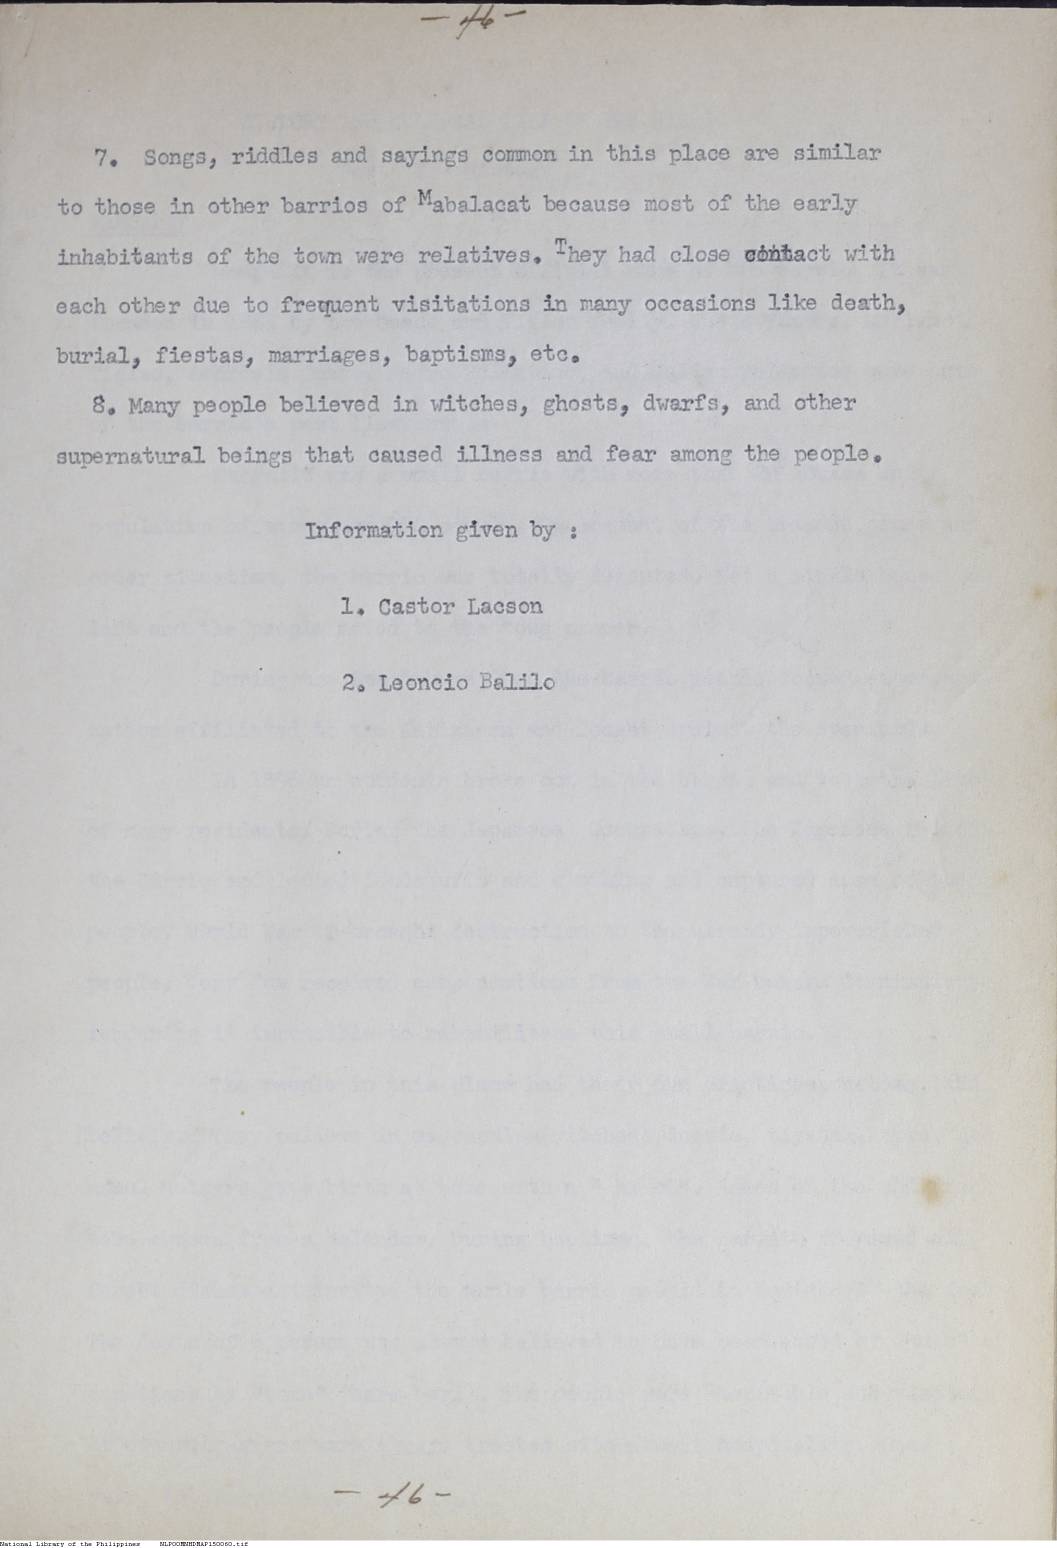 - 46 -
7. Songs, riddles and sayings common in this place are similar
to those in other barrios of Mabalacat because most of the early
inhabitants of the town were relatives. They had close contact with
each other due to frequent visitations in many occasions like death,
burial, fiestas, marriages, baptisms, etc.
8. Many people believed in witches, ghosts, dwarfs, and other
supernatural beings that caused illness and fear among the people.
Information given by :
1. Castor Lacson
2. Leoncio Balilo
- 46 -
National Library of the Philippines NLPOOMNHDBAP150060.tif